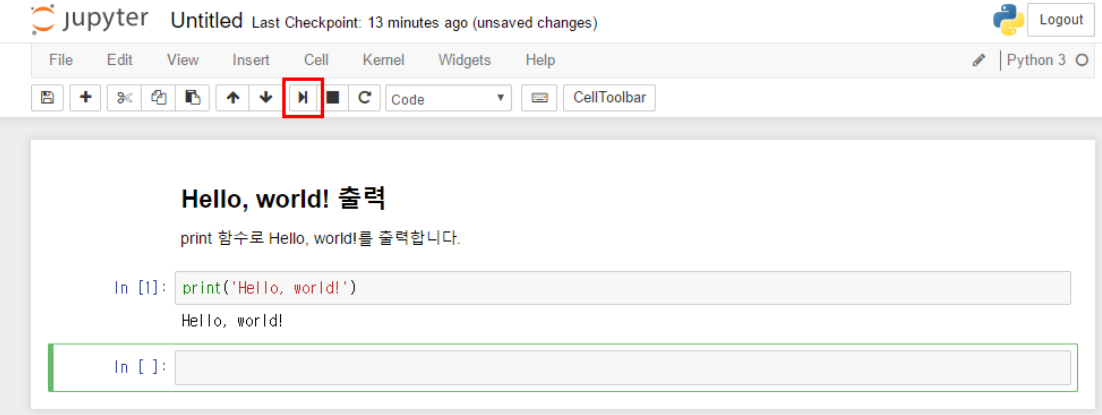 jupyter Untitled Last Checkpoint: 13 minutes ago (unsaved changes) Logout
File Edit View Insert Cell Kernel Widgets Help Python 3
Code CellToolbar
Hello, world! 출력
print 함수로 Hello, world!를 출력합니다.
In [1]: print('Hello, world!')
Hello, world!
In [ ]: